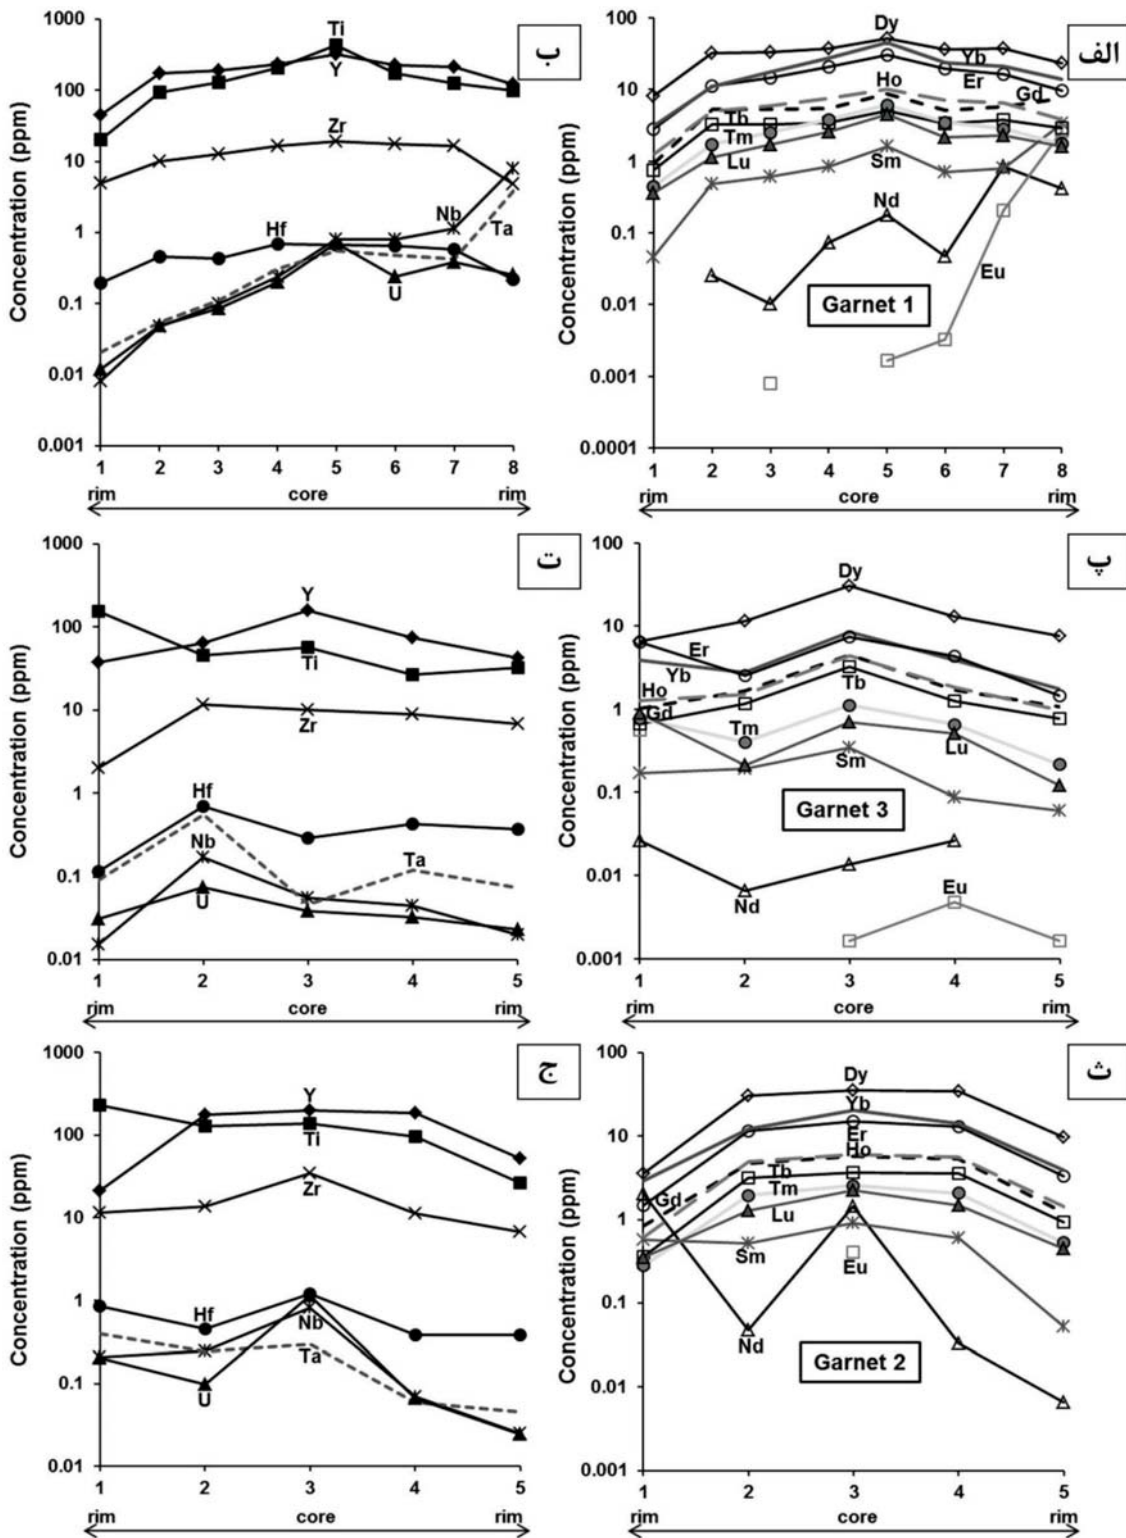 ب
Concentration (ppm)
1000
100
10
1
0.1
0.01
0.001
Ti
Y
Zr
Hf
Nb
Ta
U
1 2 3 4 5 6 7 8
rim core rim
الف
Concentration (ppm)
100
10
1
0.1
0.01
0.001
0.0001
Dy
Yb
Er
Ho
Gd
Tb
Tm
Lu
Sm
Nd
Eu
Garnet 1
1 2 3 4 5 6 7 8
rim core rim
ت
Concentration (ppm)
1000
100
10
1
0.1
0.01
Y
Ti
Zr
Hf
Nb
Ta
U
1 2 3 4 5
rim core rim
پ
Concentration (ppm)
100
10
1
0.1
0.01
0.001
Dy
Er
Yb
Ho
Tb
Gd
Tm
Lu
Sm
Garnet 3
Nd
Eu
1 2 3 4 5
rim core rim
ج
Concentration (ppm)
1000
100
10
1
0.1
0.01
Y
Ti
Zr
Hf
Nb
Ta
U
1 2 3 4 5
rim core rim
ث
Concentration (ppm)
100
10
1
0.1
0.01
0.001
Dy
Yb
Er
Ho
Tb
Gd
Tm
Lu
Sm
Eu
Nd
Garnet 2
1 2 3 4 5
rim core rim